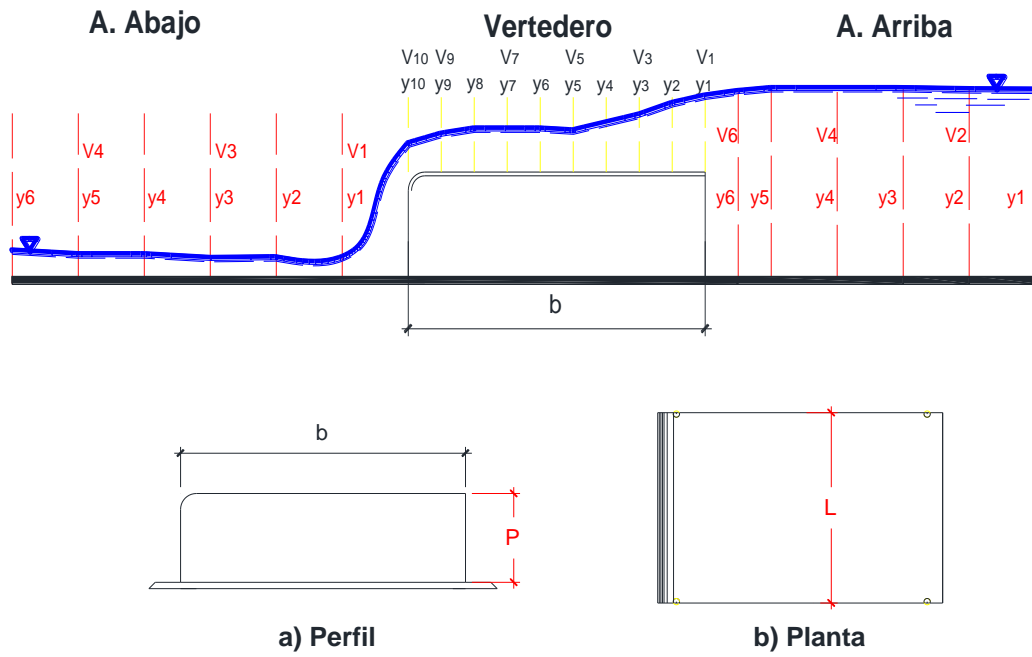 A. Abajo Vertedero A. Arriba
V10 V9 V7 V5 V3 V1
y10 y9 y8 y7 y6 y5 y4 y3 y2 y1
V4 V3 V1 V6 V4 V2
y6 y5 y4 y3 y2 y1 y6 y5 y4 y3 y2 y1
b
b
P
L
a) Perfil b) Planta